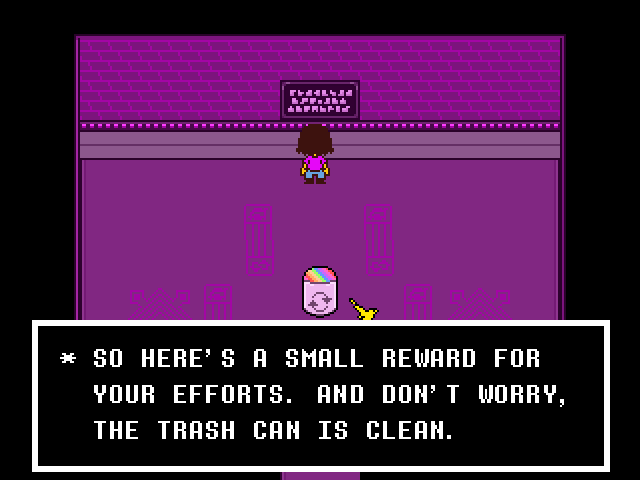 * SO HERE'S A SMALL REWARD FOR
YOUR EFFORTS. AND DON'T WORRY,
THE TRASH CAN IS CLEAN.